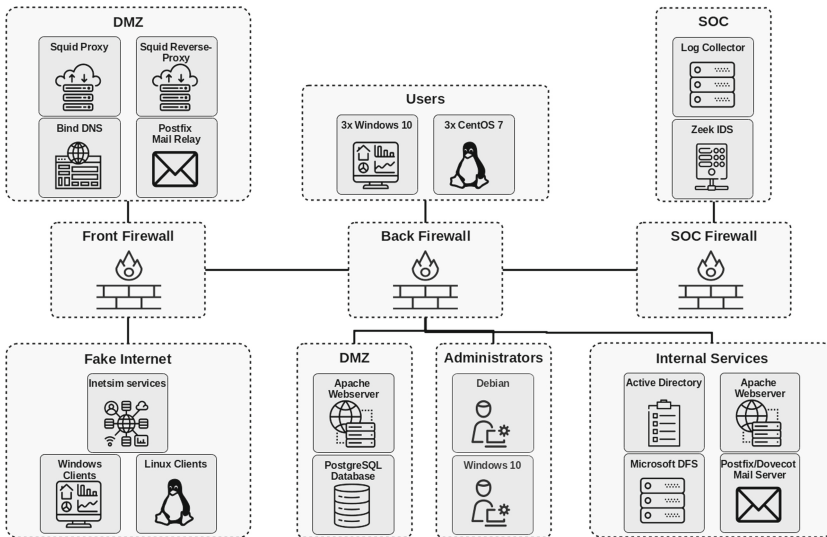 DMZ
Squid Proxy
Squid Reverse-
Proxy
Bind DNS
Postfix
Mail Relay
Users
3x Windows 10
3x CentOS 7
SOC
Log Collector
Zeek IDS
Front Firewall
Back Firewall
SOC Firewall
Fake Internet
Inetsim services
Windows
Clients
Linux Clients
DMZ
Apache
Webserver
PostgreSQL
Database
Administrators
Debian
Windows 10
Internal Services
Active Directory
Apache
Webserver
Microsoft DFS
Postfix/Dovecot
Mail Server